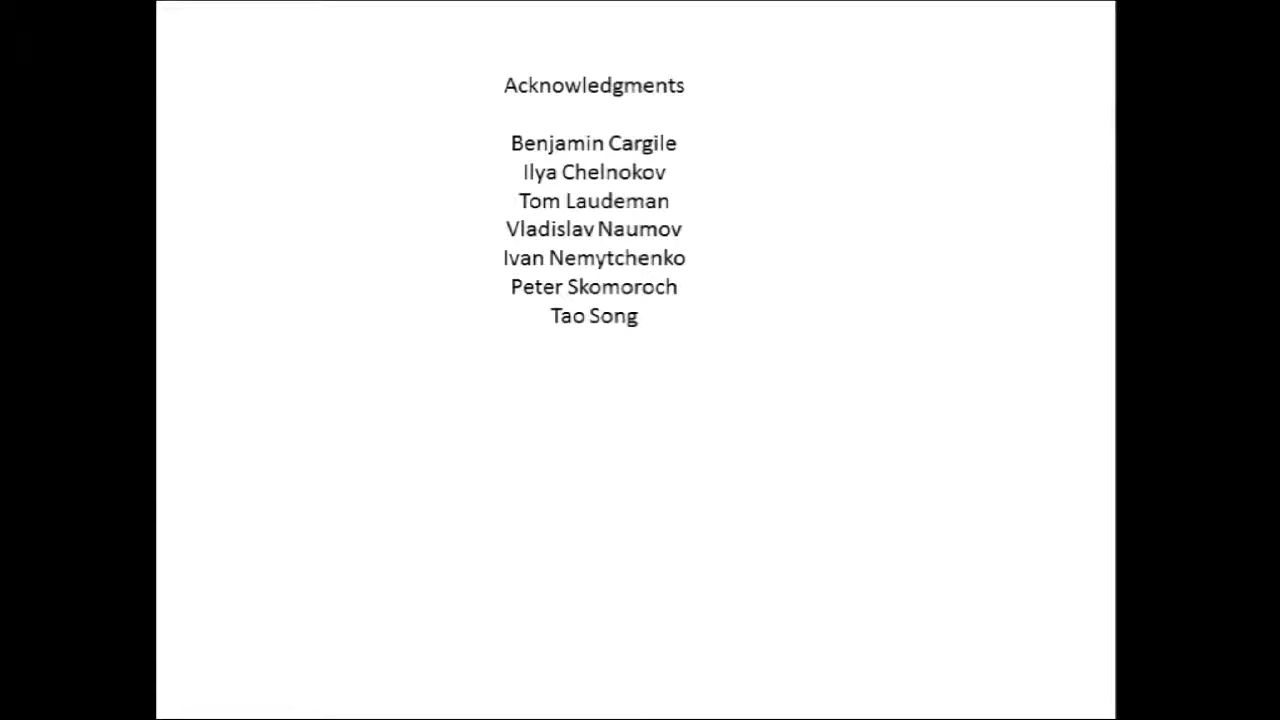 Acknowledgments
Benjamin Cargile
Ilya Chelnokov
Tom Laudeman
Vladislav Naumov
Ivan Nemytchenko
Peter Skomoroch
Tao Song